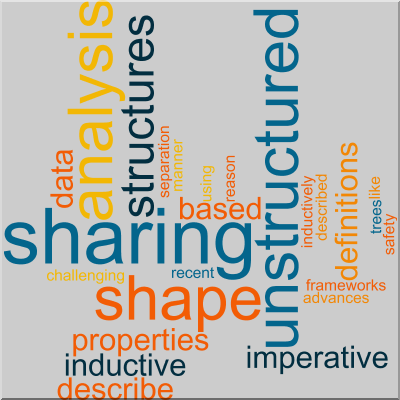 analysis
structures
unstructured
data
separation
manner
using
reason
based
inductively
described
definitions
trees
like
safety
sharing
challenging
recent
shape
frameworks
advances
properties
inductive
imperative
describe